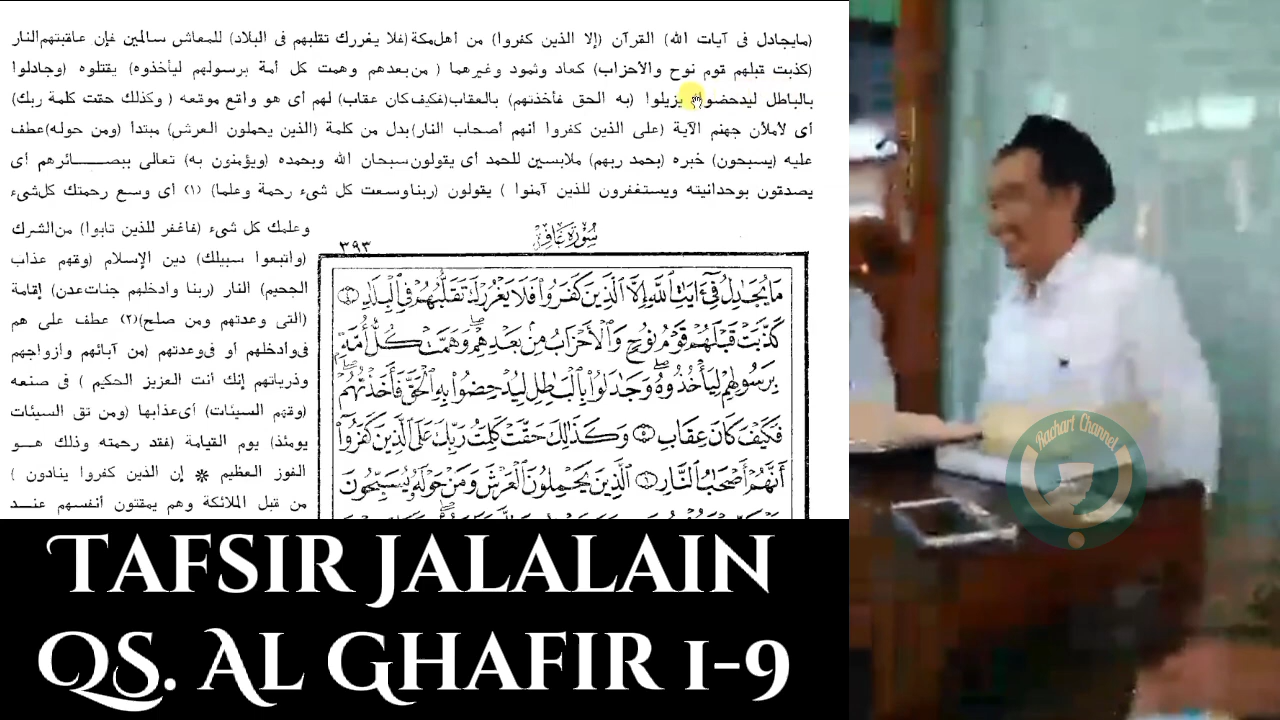 (مايجادل فى آيات الله) القرآن (إلا الذين كفروا) من أهل مكة (فلا يغررك تقلبهم فى البلاد) للمعاش سالمين فإن عاقبتهم النار
(كذبت قبلهم قوم نوح والأحزاب) كعاد وثمود وغيرهما (من بعدهم وهمت كل أمة برسولهم ليأخذوه) يقتلوه (وجادلوا
بالباطل ليدحضوا) يزيلوا (به الحق فأخذتهم) بالعقاب (فكيف كان عقاب) لهم أى هو واقع موقعه (وكذلك حقت كلمة ربك)
أى لأملأن جهنم الآية (على الذين كفروا أنهم أصحاب النار) بدل من كلمة (الذين يحملون العرش) مبتدأ (ومن حوله) عطف
عليه (يسبحون) خبره (بحمد ربهم) ملابسين للحمد أى يقولون سبحان الله وبحمده (ويؤمنون به) تعالى ببصائرهم أى
يصدقون بوحدانيته ويستغفرون للذين آمنوا ) يقولون (ربنا وسعت كل شىء رحمة وعلما) (١) أى وسع رحمتك كل شىء
وعلمك كل شىء (فاغفر للذين تابوا) من الشرك
(واتبعوا سبيلك) دين الإسلام (وقهم عذاب
الجحيم) النار (ربنا وادخلهم جنات عدن) إقامة
(التى وعدتهم ومن صلح) (٢) عطف على هم
فى وادخلهم أو فى وعدتهم (من آبائهم وازواجهم
وذرياتهم إنك أنت العزيز الحكيم ) فى صنعه
(وقهم السيئات) أى عذابها (ومن تق السيئات
يومئذ) يوم القيامة (فقد رحمته وذلك هو
الفوز العظيم * إن الذين كفروا ينادون )
من قبل الملائكة وهم يمقتون أنفسهم عند
سُورَةُ غَافِر
٣٩٣
مَا يُجَٰدِلُ فِىٓ ءَايَٰتِ ٱللَّهِ إِلَّا ٱلَّذِينَ كَفَرُوا۟ فَلَا يَغْرُرْكَ تَقَلُّبُهُمْ فِى ٱلْبِلَٰدِ ٤
كَذَّبَتْ قَبْلَهُمْ قَوْمُ نُوحٍ وَٱلْأَحْزَابُ مِنۢ بَعْدِهِمْ ۖ وَهَمَّتْ كُلُّ أُمَّةٍۭ
بِرَسُولِهِمْ لِيَأْخُذُوهُ ۖ وَجَٰدَلُوا۟ بِٱلْبَٰطِلِ لِيُدْحِضُوا۟ بِهِ ٱلْحَقَّ فَأَخَذْتُهُمْ ۖ
فَكَيْفَ كَانَ عِقَابِ ٥ وَكَذَٰلِكَ حَقَّتْ كَلِمَتُ رَبِّكَ عَلَى ٱلَّذِينَ كَفَرُوٓا۟
أَنَّهُمْ أَصْحَٰبُ ٱلنَّارِ ٦ ٱلَّذِينَ يَحْمِلُونَ ٱلْعَرْشَ وَمَنْ حَوْلَهُۥ يُسَبِّحُونَ
TAFSIR JALALAIN
QS. AL GHAFIR 1-9
Rachart Channel